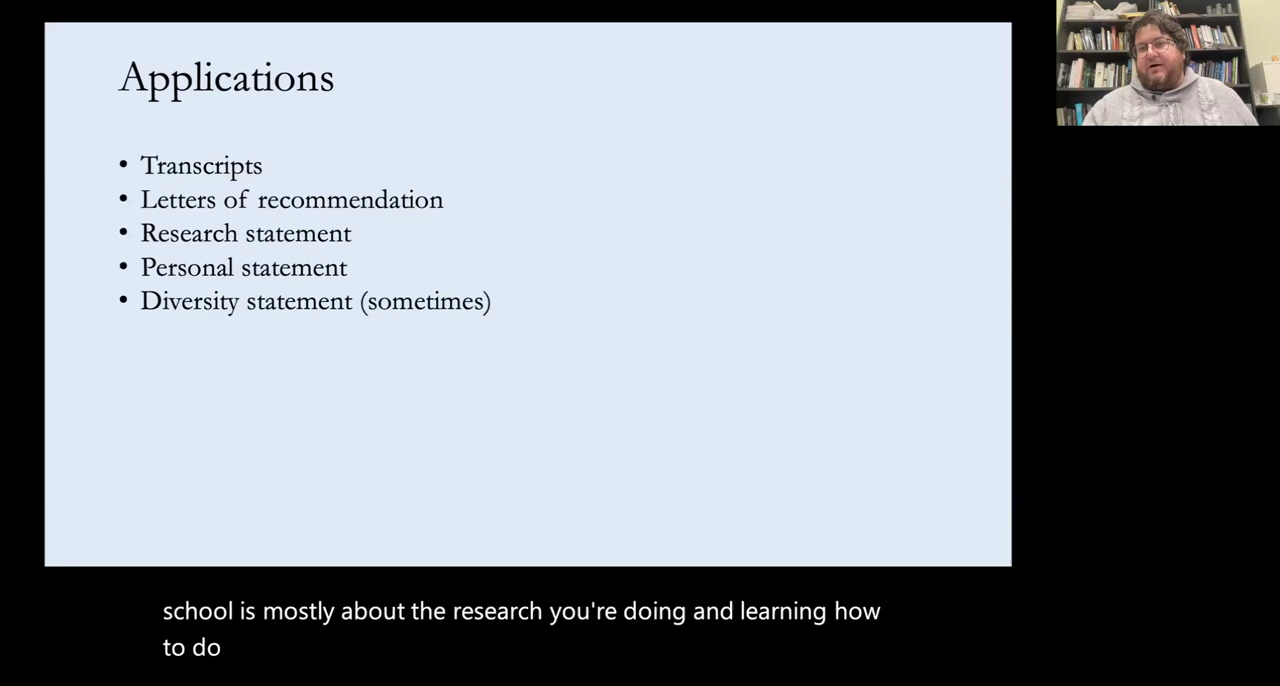 Applications
• Transcripts
• Letters of recommendation
• Research statement
• Personal statement
• Diversity statement (sometimes)
school is mostly about the research you're doing and learning how
to do